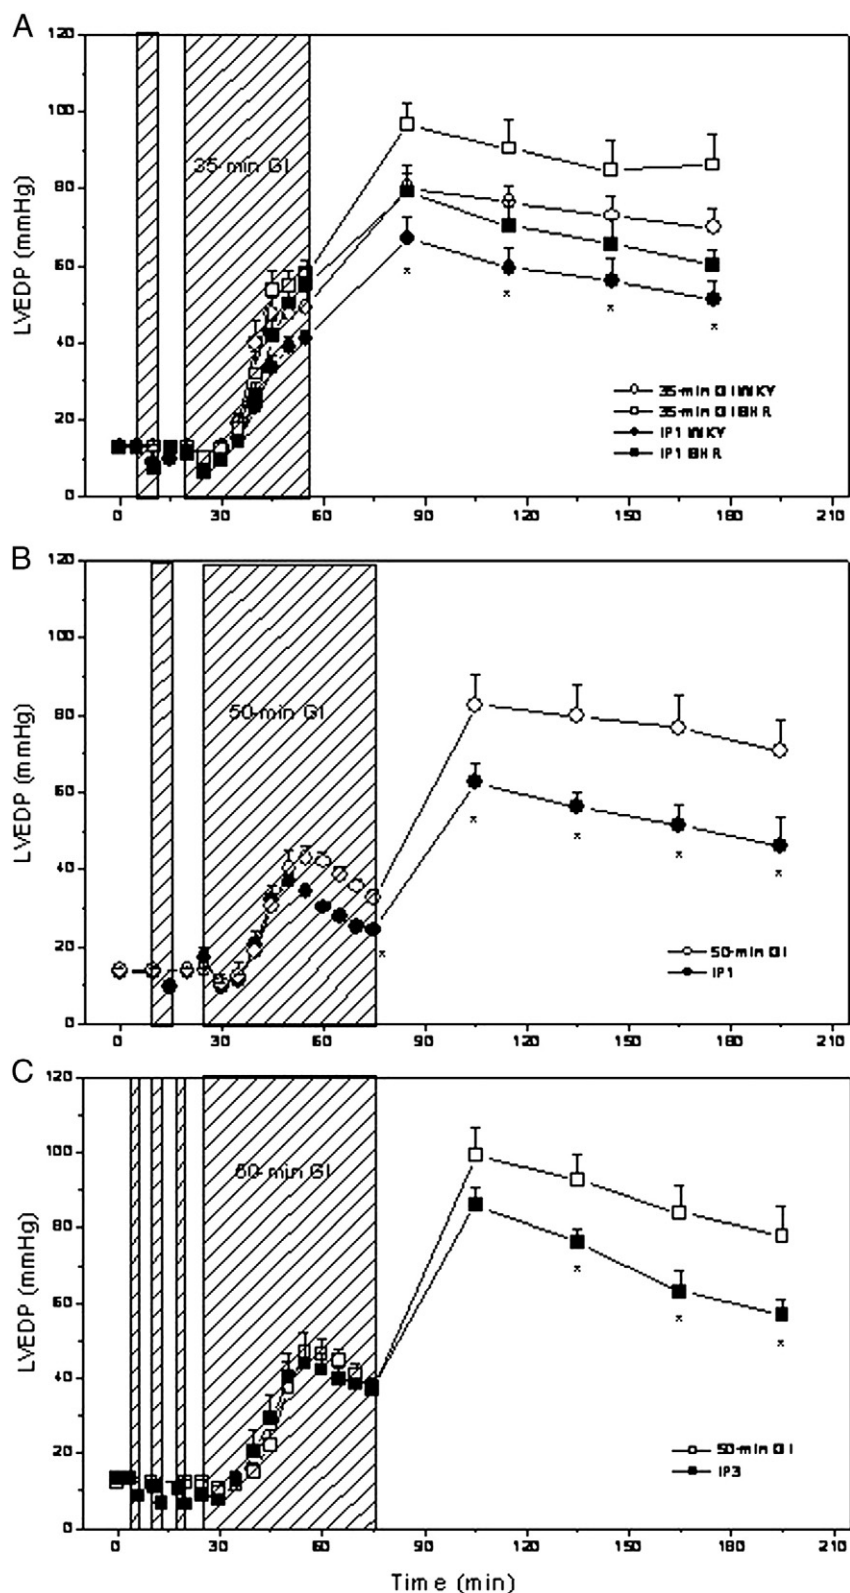 A
120
100
80
60
40
20
0
LVEDP (mmHg)
35-min GI
35-min GI WKY
35-min GI SHR
IP1 WKY
IP1 SHR
* * * *
0 30 60 90 120 150 180 210
B
120
100
80
60
40
20
0
LVEDP (mmHg)
50-min GI
50-min GI
IP1
* * * * *
0 30 60 90 120 150 180 210
C
120
100
80
60
40
20
0
LVEDP (mmHg)
50-min GI
50-min GI
IP3
* * *
0 30 60 90 120 150 180 210
Time (min)